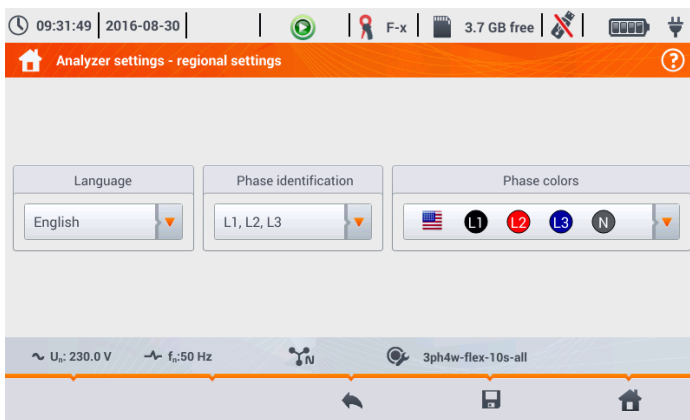 09:31:49 2016-08-30 F-x 3.7 GB free
Analyzer settings - regional settings ?
Language Phase identification Phase colors
English L1, L2, L3 L1 L2 L3 N
Uₙ: 230.0 V fₙ:50 Hz N 3ph4w-flex-10s-all